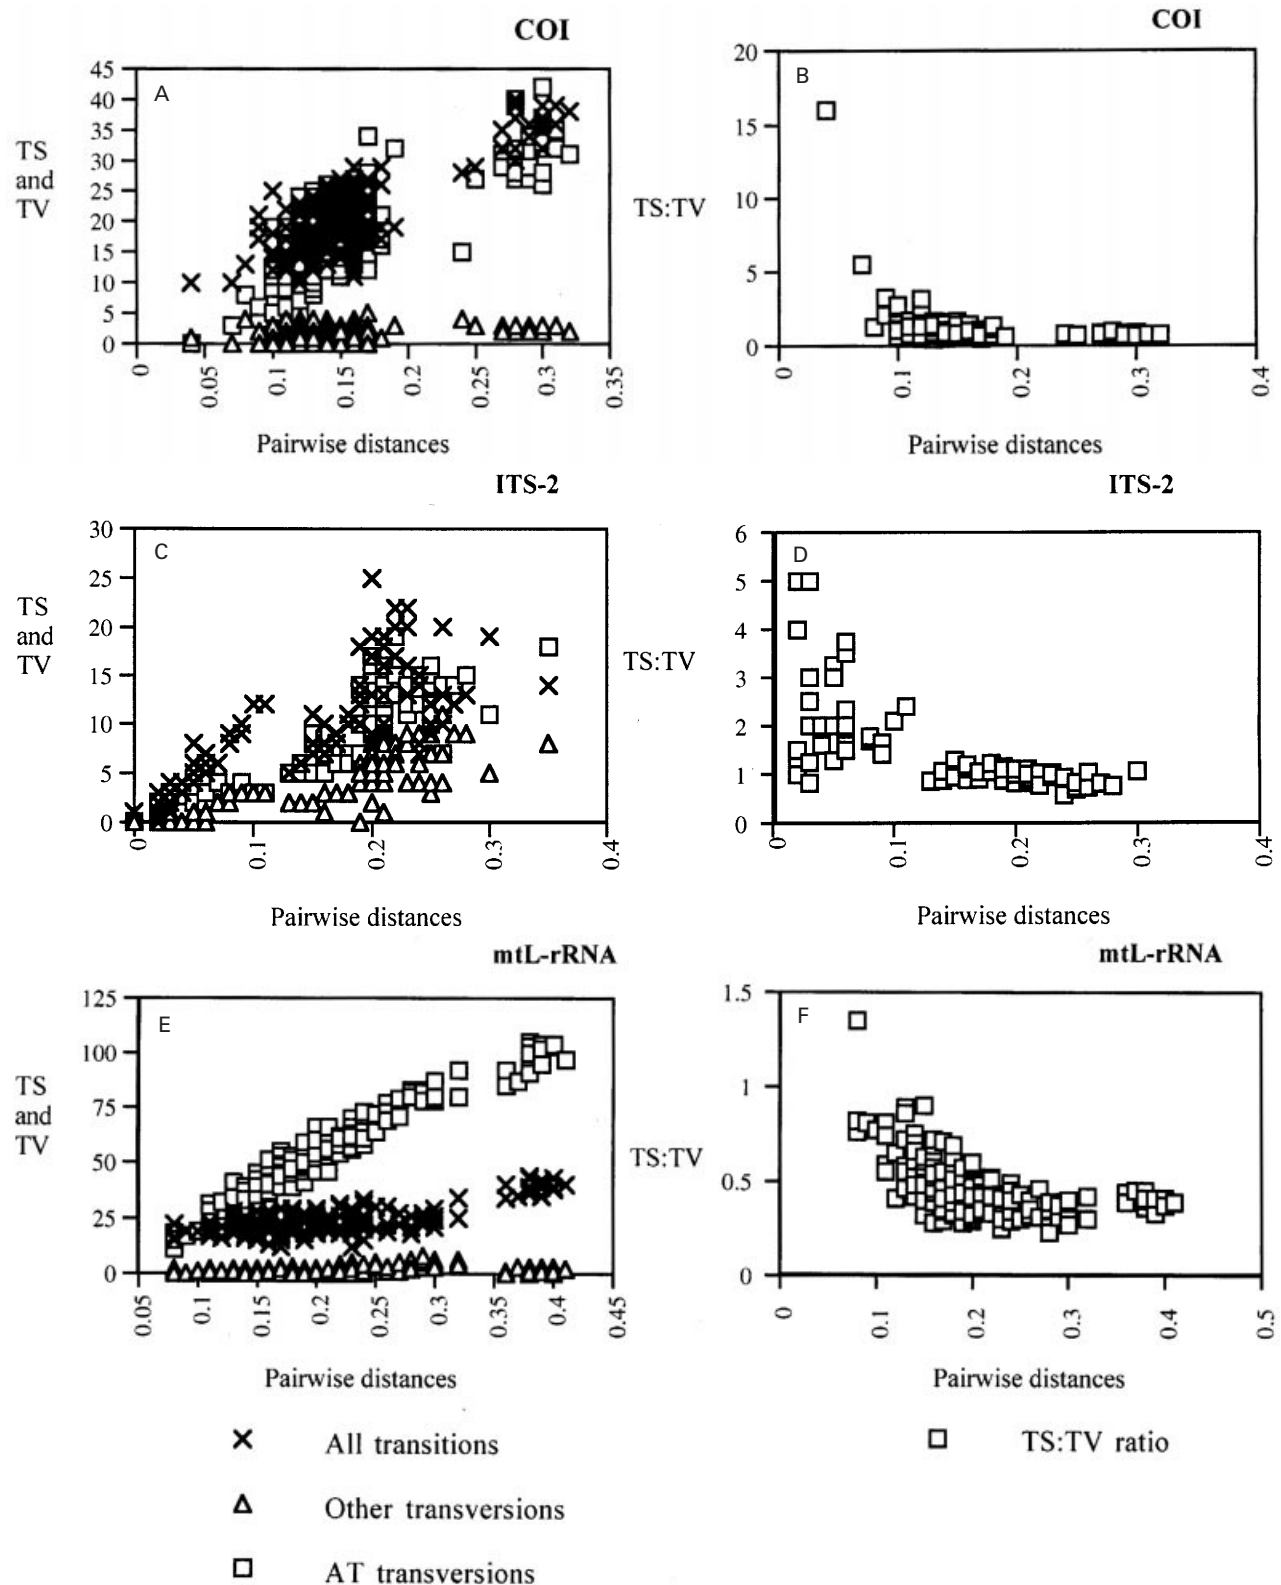 COI
COI
A
45
40
35
30
25
20
15
10
5
0
TS
and
TV
0
0.05
0.1
0.15
0.2
0.25
0.3
0.35
Pairwise distances
B
20
15
10
5
0
TS:TV
0
0.1
0.2
0.3
0.4
Pairwise distances
ITS-2
ITS-2
C
30
25
20
15
10
5
0
TS
and
TV
0
0.1
0.2
0.3
0.4
Pairwise distances
D
6
5
4
3
2
1
0
TS:TV
0
0.1
0.2
0.3
0.4
Pairwise distances
mtL-rRNA
mtL-rRNA
E
125
100
75
50
25
0
TS
and
TV
0.05
0.1
0.15
0.2
0.25
0.3
0.35
0.4
0.45
Pairwise distances
F
1.5
1
0.5
0
TS:TV
0
0.1
0.2
0.3
0.4
0.5
Pairwise distances
All transitions
Other transversions
AT transversions
TS:TV ratio